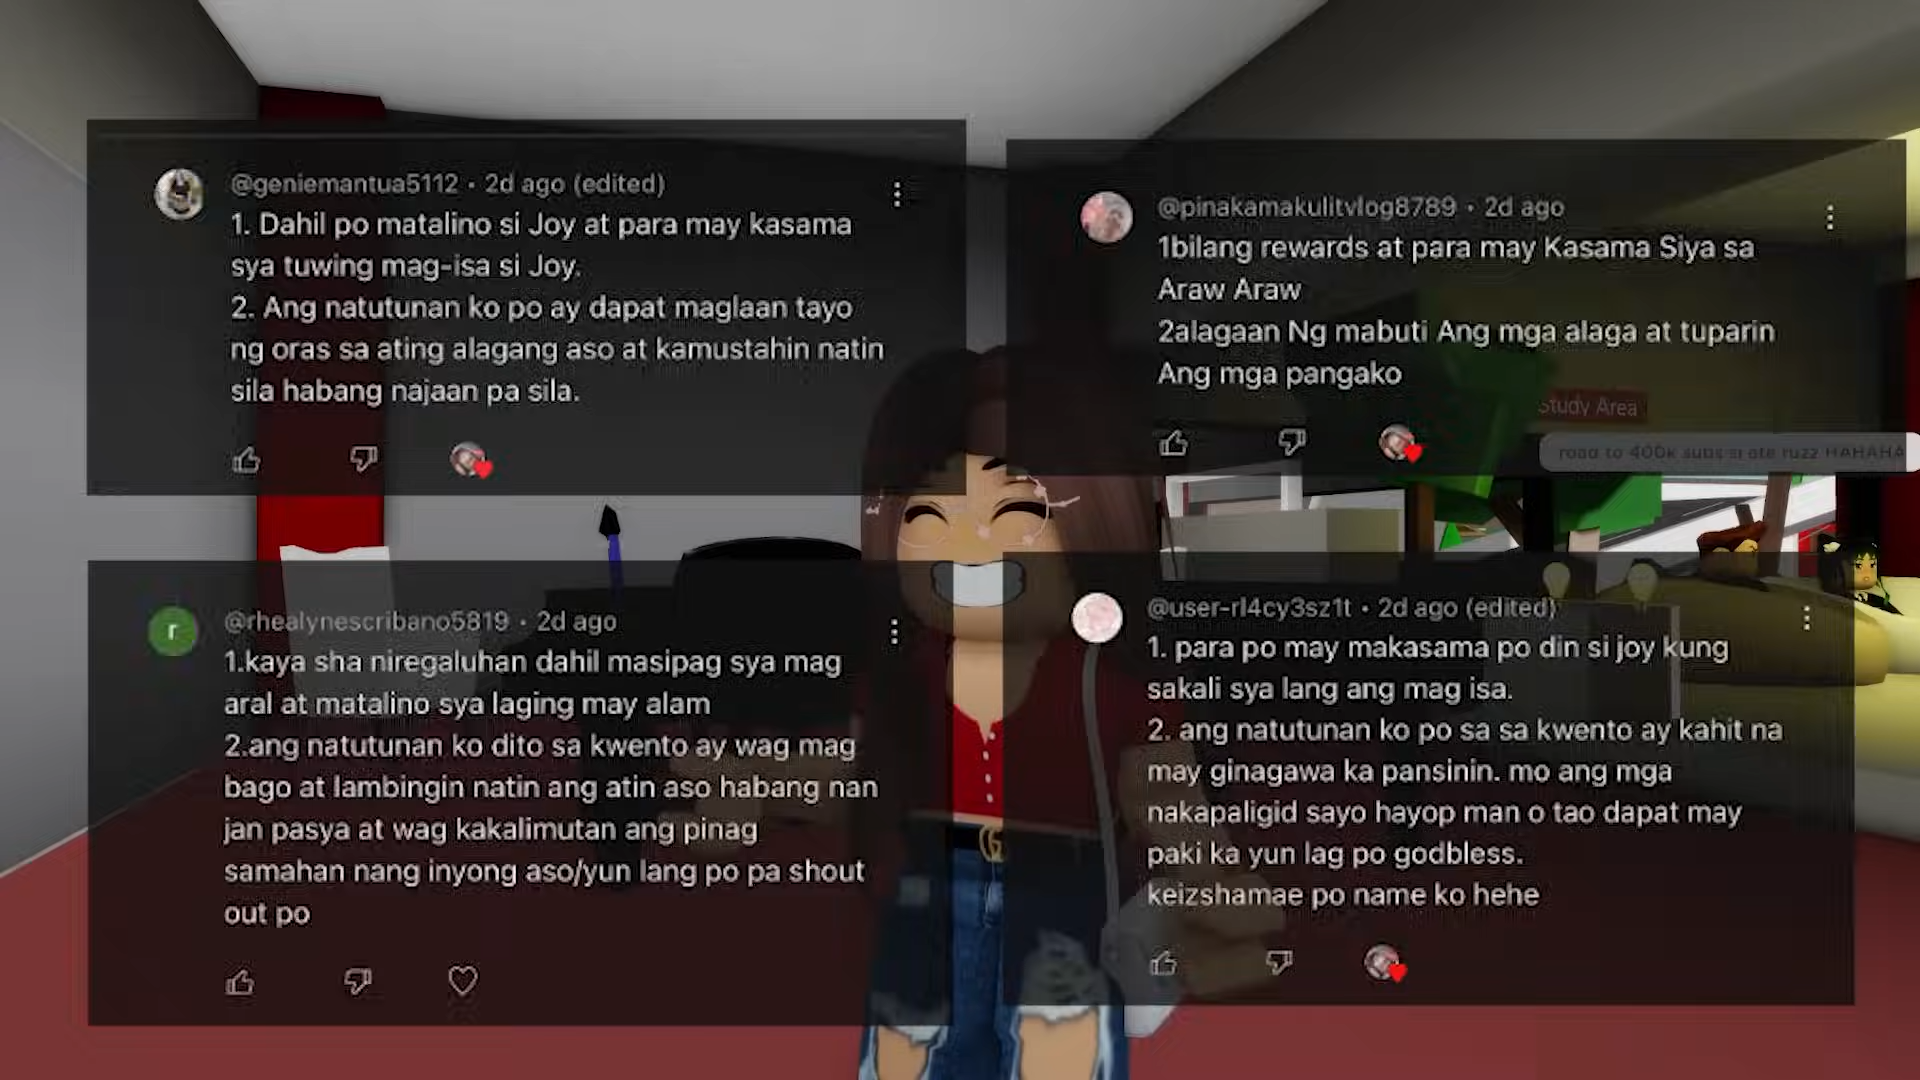 @geniemantua5112 · 2d ago (edited)
1. Dahil po matalino si Joy at para may kasama
sya tuwing mag-isa si Joy.
2. Ang natutunan ko po ay dapat maglaan tayo
ng oras sa ating alagang aso at kamustahin natin
sila habang najaan pa sila.
@pinakamakulitvlog8789 · 2d ago
1bilang rewards at para may Kasama Siya sa
Araw Araw
2alagaan Ng mabuti Ang mga alaga at tuparin
Ang mga pangako
Study Area
road to 400k subs si ate ruzz HAHAHA
@rhealynescribano5819 · 2d ago
1.kaya sha niregaluhan dahil masipag sya mag
aral at matalino sya laging may alam
2.ang natutunan ko dito sa kwento ay wag mag
bago at lambingin natin ang atin aso habang nan
jan pasya at wag kakalimutan ang pinag
samahan nang inyong aso/yun lang po pa shout
out po
r
@user-rl4cy3sz1t · 2d ago (edited)
1. para po may makasama po din si joy kung
sakali sya lang ang mag isa.
2. ang natutunan ko po sa sa kwento ay kahit na
may ginagawa ka pansinin. mo ang mga
nakapaligid sayo hayop man o tao dapat may
paki ka yun lag po godbless.
keizshamae po name ko hehe